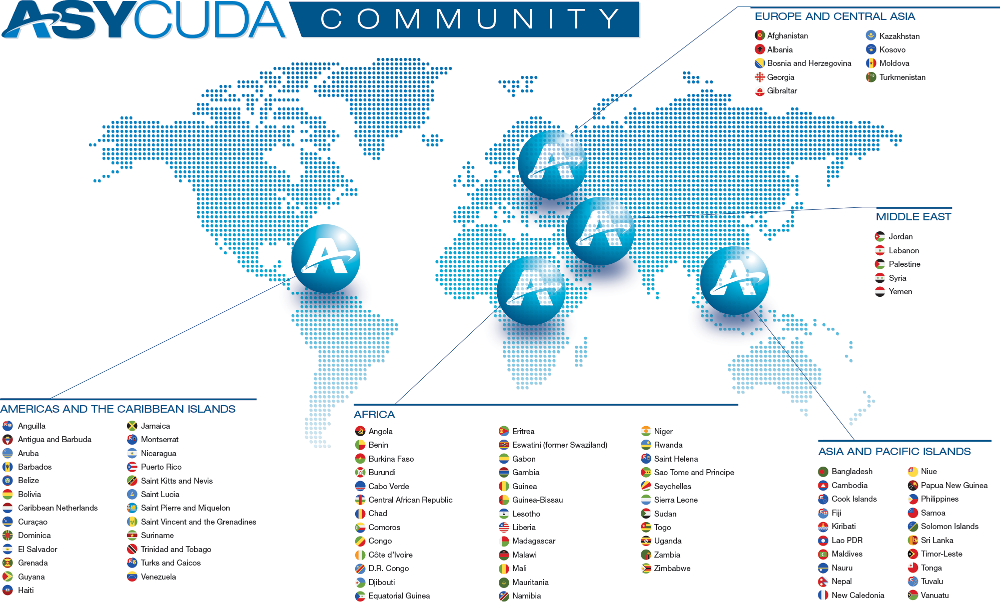 ASYCUDA COMMUNITY
EUROPE AND CENTRAL ASIA
Afghanistan
Albania
Bosnia and Herzegovina
Georgia
Gibraltar
Kazakhstan
Kosovo
Moldova
Turkmenistan
MIDDLE EAST
Jordan
Lebanon
Palestine
Syria
Yemen
AMERICAS AND THE CARIBBEAN ISLANDS
Anguilla
Antigua and Barbuda
Aruba
Barbados
Belize
Bolivia
Caribbean Netherlands
Curaçao
Dominica
El Salvador
Grenada
Guyana
Haiti
Jamaica
Montserrat
Nicaragua
Puerto Rico
Saint Kitts and Nevis
Saint Lucia
Saint Pierre and Miquelon
Saint Vincent and the Grenadines
Suriname
Trinidad and Tobago
Turks and Caicos
Venezuela
AFRICA
Angola
Benin
Burkina Faso
Burundi
Cabo Verde
Central African Republic
Chad
Comoros
Congo
Côte d'Ivoire
D.R. Congo
Djibouti
Equatorial Guinea
Eritrea
Eswatini (former Swaziland)
Gabon
Gambia
Guinea
Guinea-Bissau
Lesotho
Liberia
Madagascar
Malawi
Mali
Mauritania
Namibia
Niger
Rwanda
Saint Helena
Sao Tome and Principe
Seychelles
Sierra Leone
Sudan
Togo
Uganda
Zambia
Zimbabwe
ASIA AND PACIFIC ISLANDS
Bangladesh
Cambodia
Cook Islands
Fiji
Kiribati
Lao PDR
Maldives
Nauru
Nepal
New Caledonia
Niue
Papua New Guinea
Philippines
Samoa
Solomon Islands
Sri Lanka
Timor-Leste
Tonga
Tuvalu
Vanuatu